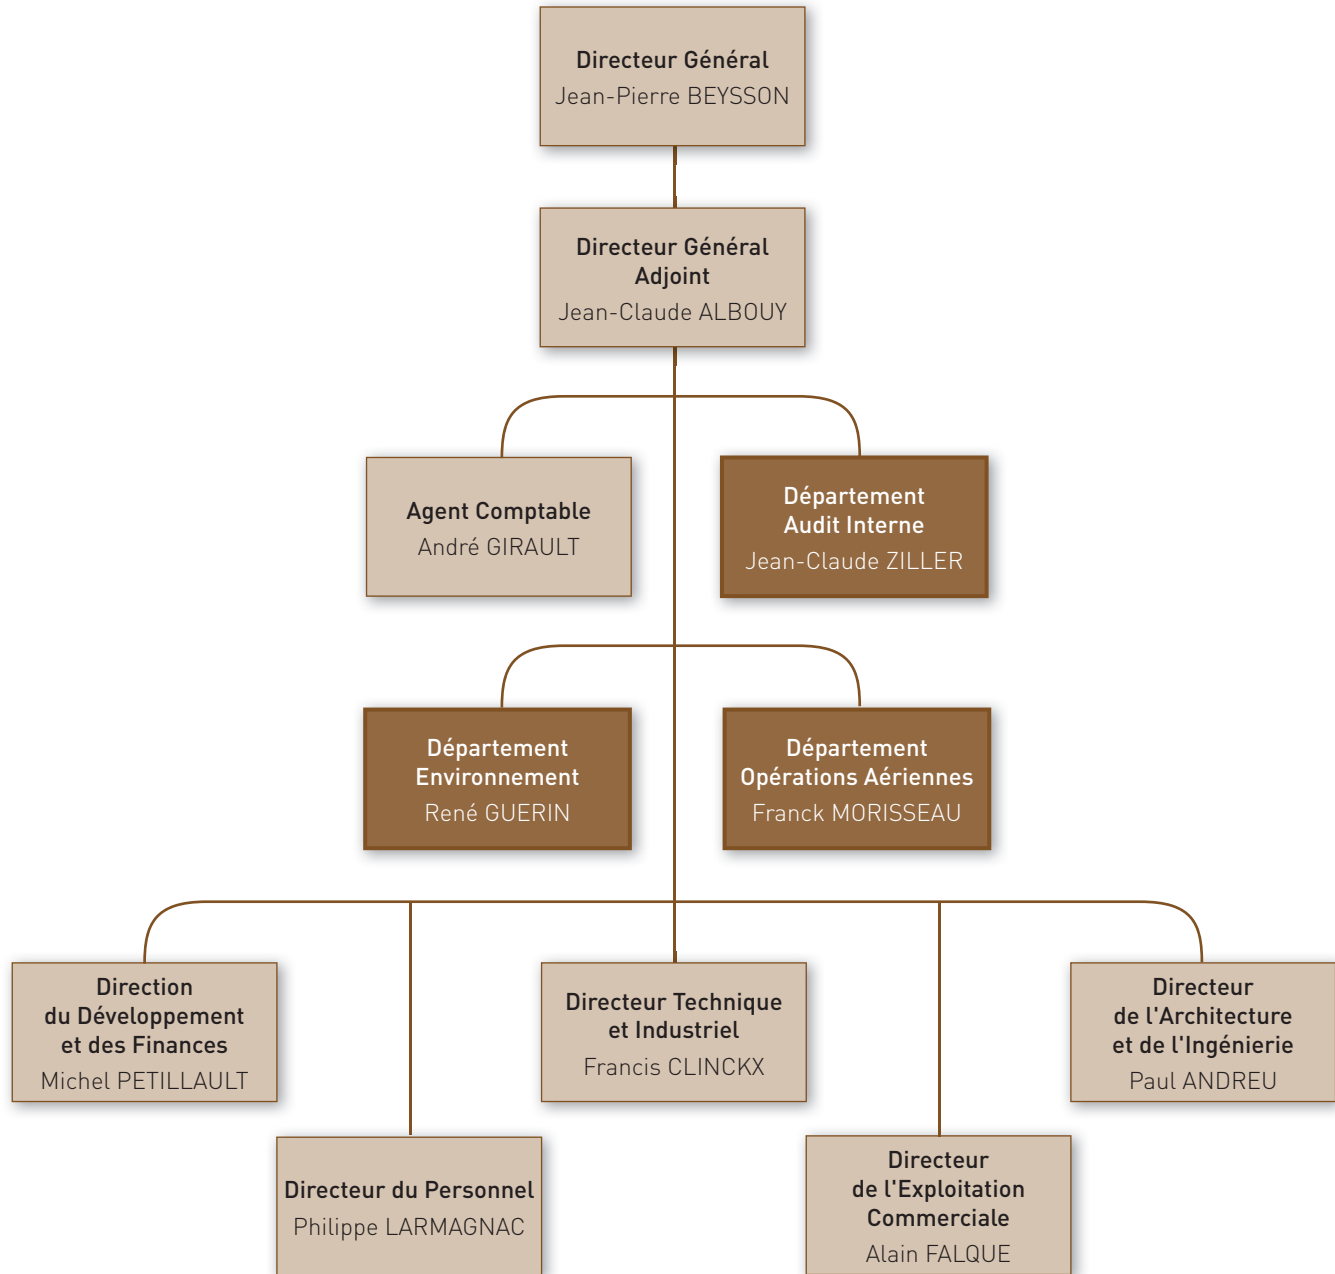 Directeur Général
Jean-Pierre BEYSSON
Directeur Général
Adjoint
Jean-Claude ALBOUY
Agent Comptable
André GIRAULT
Département
Audit Interne
Jean-Claude ZILLER
Département
Environnement
René GUERIN
Département
Opérations Aériennes
Franck MORISSEAU
Direction
du Développement
et des Finances
Michel PETILLAULT
Directeur Technique
et Industriel
Francis CLINCKX
Directeur
de l'Architecture
et de l'Ingénierie
Paul ANDREU
Directeur du Personnel
Philippe LARMAGNAC
Directeur
de l'Exploitation
Commerciale
Alain FALQUE